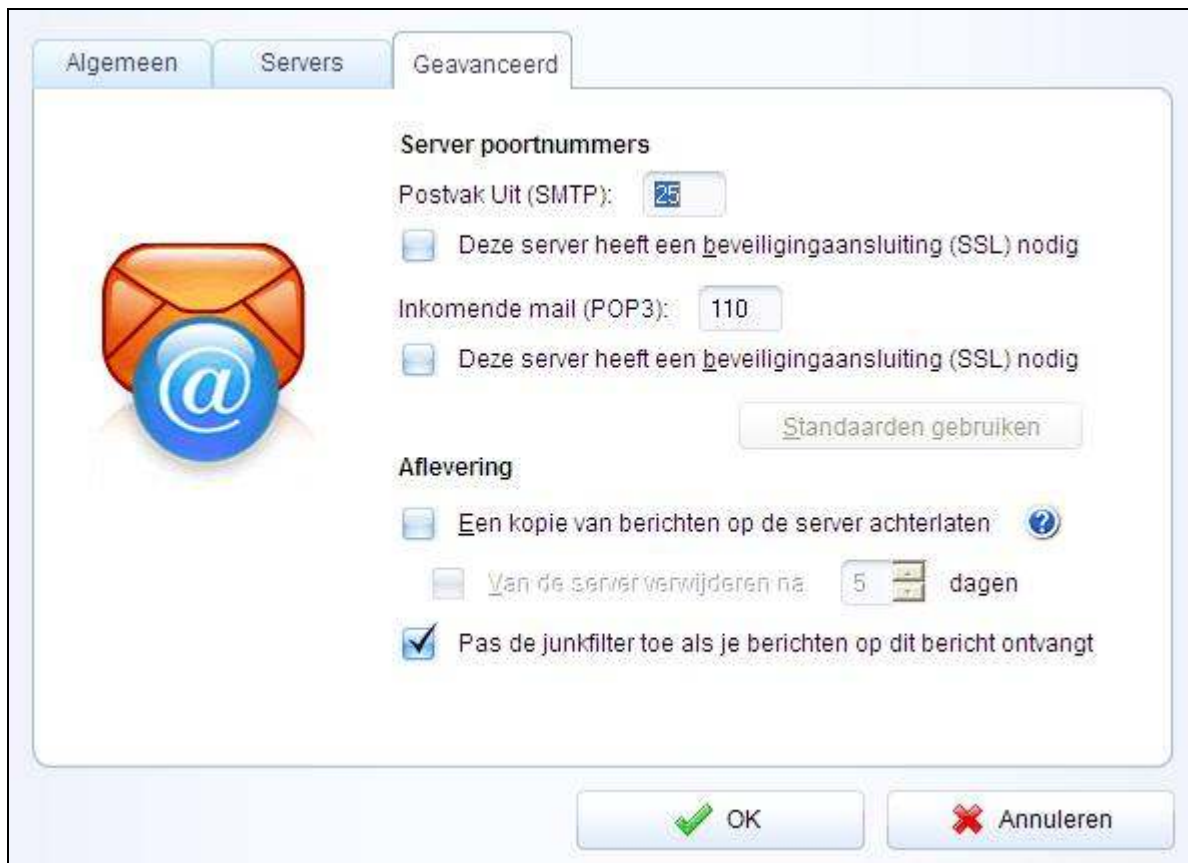 Algemeen Servers Geavanceerd
Server poortnummers
Postvak Uit (SMTP): 25
Deze server heeft een beveiligingaansluiting (SSL) nodig
Inkomende mail (POP3): 110
Deze server heeft een beveiligingaansluiting (SSL) nodig
Standaarden gebruiken
Aflevering
Een kopie van berichten op de server achterlaten ?
Van de server verwijderen na 5 dagen
Pas de junkfilter toe als je berichten op dit bericht ontvangt
OK Annuleren